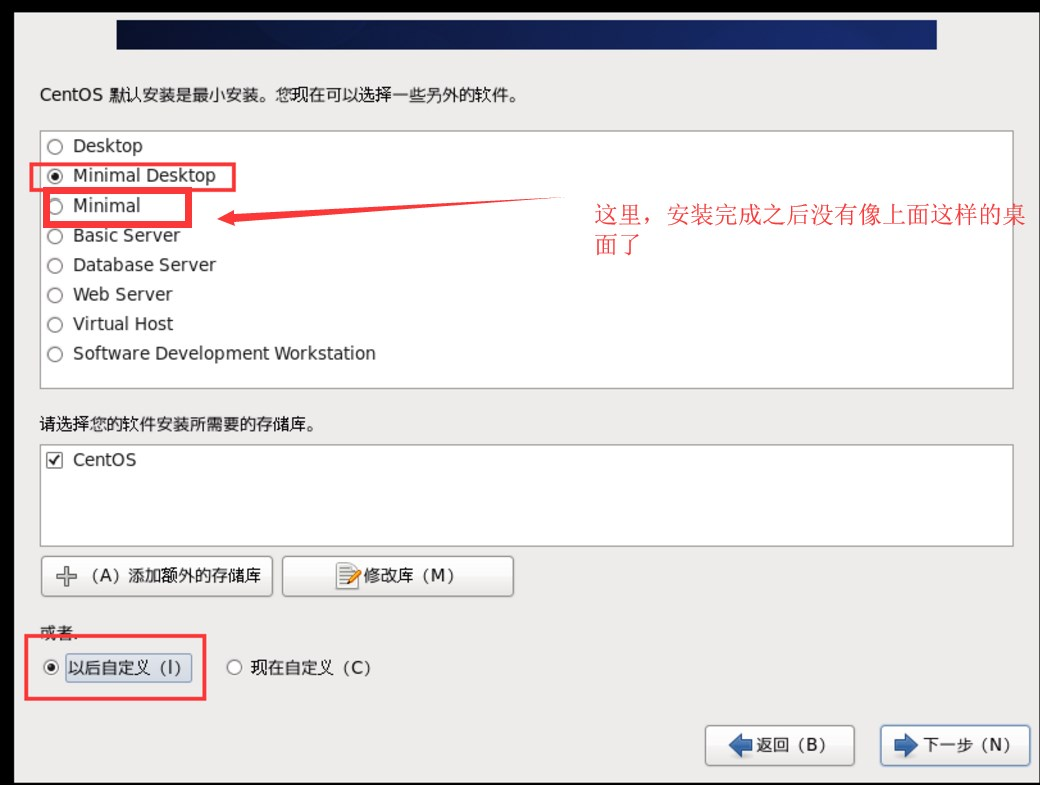 CentOS 默认安装是最小安装。您现在可以选择一些另外的软件。
Desktop
Minimal Desktop
Minimal
Basic Server
Database Server
Web Server
Virtual Host
Software Development Workstation
这里，安装完成之后没有像上面这样的桌
面了
请选择您的软件安装所需要的存储库。
CentOS
（A）添加额外的存储库
修改库（M）
或者.
以后自定义（l）
现在自定义（C）
返回（B）
下一步（N）